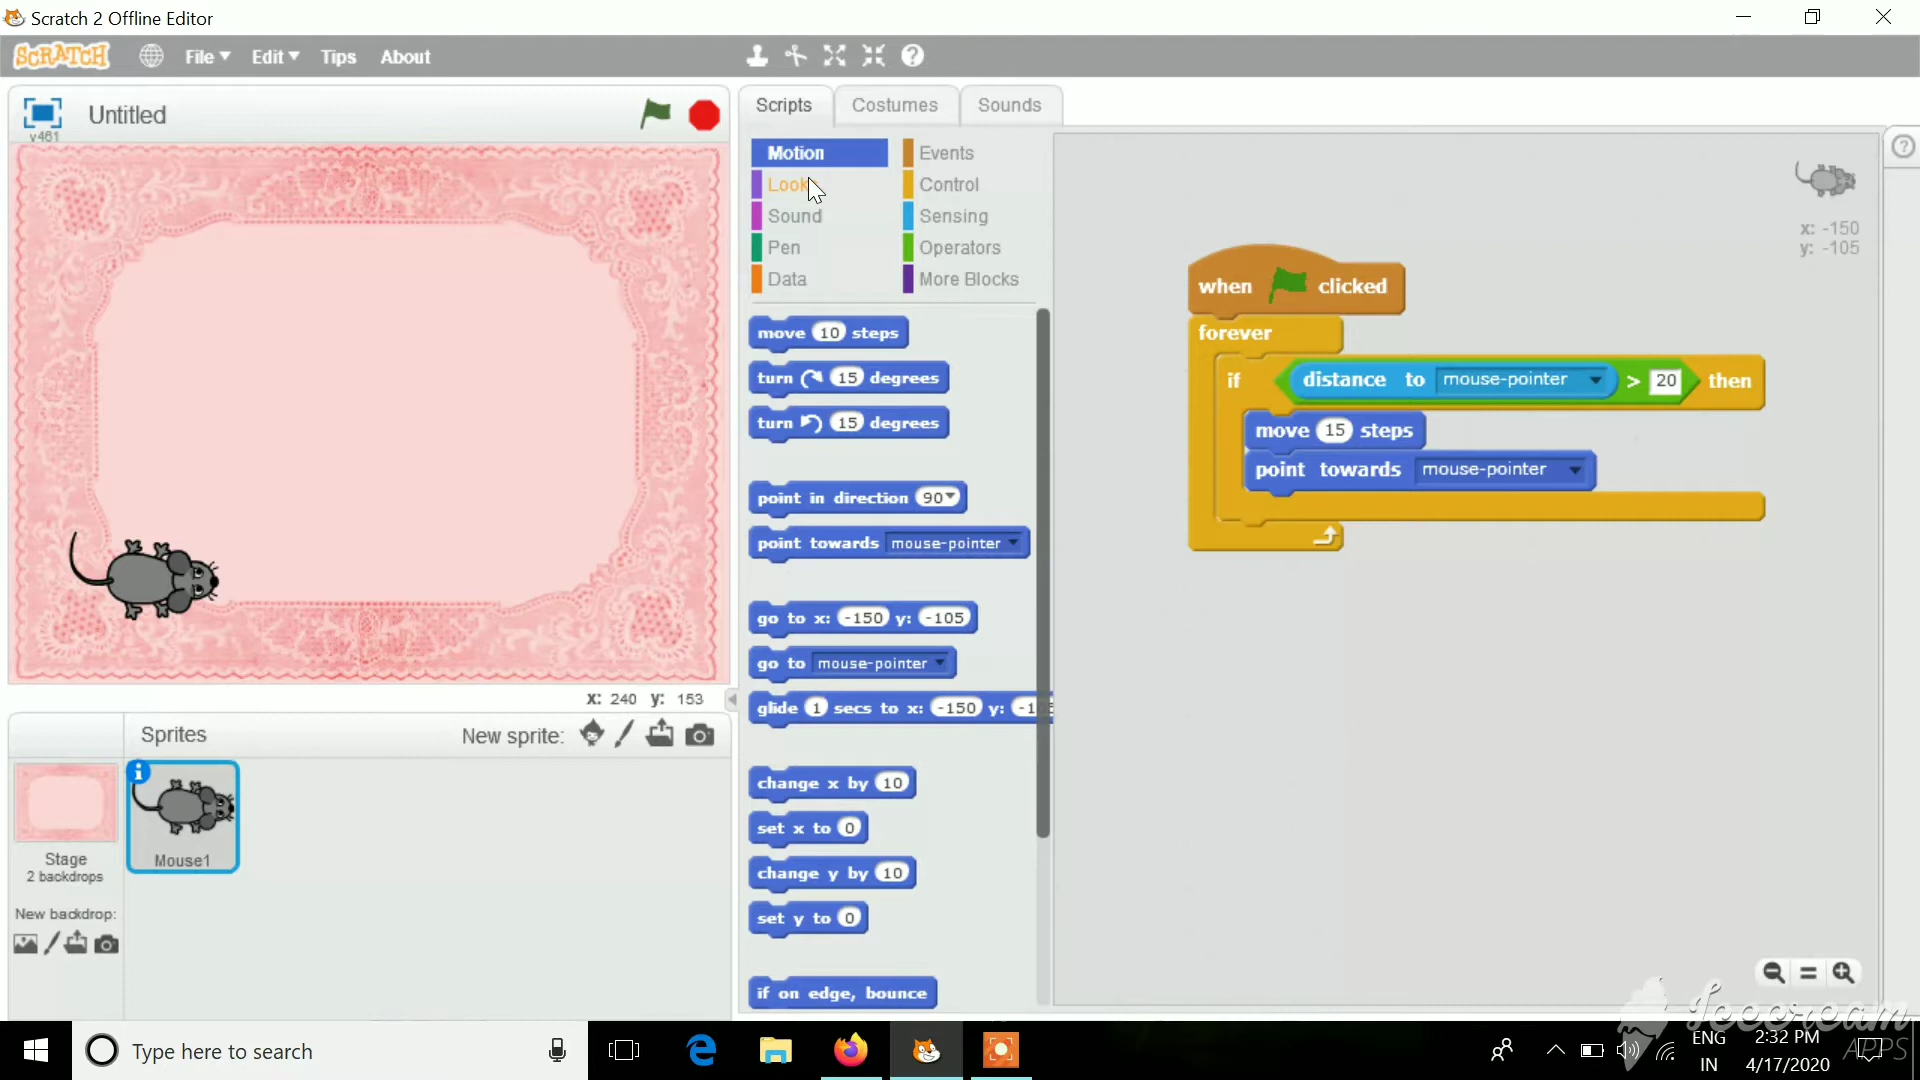 Scratch 2 Offline Editor
SCRATCH File Edit Tips About
v461 Untitled
Scripts Costumes Sounds
Motion Events
Looks Control
Sound Sensing
Pen Operators
Data More Blocks
move 10 steps
turn 15 degrees
turn 15 degrees
point in direction 90
point towards mouse-pointer
go to x: -150 y: -105
go to mouse-pointer
glide 1 secs to x: -150 y: -105
change x by 10
set x to 0
change y by 10
set y to 0
if on edge, bounce
when clicked
forever
if distance to mouse-pointer > 20 then
move 15 steps
point towards mouse-pointer
x: -150
y: -105
x: 240 y: 153
Sprites New sprite:
Stage
2 backdrops
New backdrop:
Mouse1
Icecream
APPS
Type here to search
ENG
IN
2:32 PM
4/17/2020